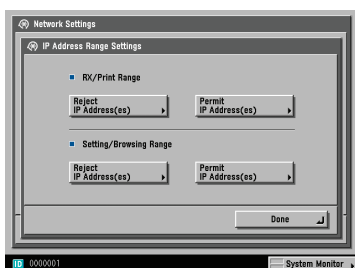 Network Settings
IP Address Range Settings
RX/Print Range
Reject
IP Address(es)
Permit
IP Address(es)
Setting/Browsing Range
Reject
IP Address(es)
Permit
IP Address(es)
Done
ID 0000001
System Monitor